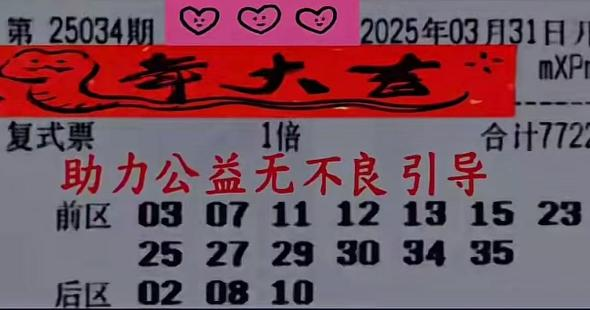 第 25034期 2025年03月31日
年大吉 mXPr
复式票 1倍 合计7722
助力公益无不良引导
前区 03 07 11 12 13 15 23
25 27 29 30 34 35
后区 02 08 10